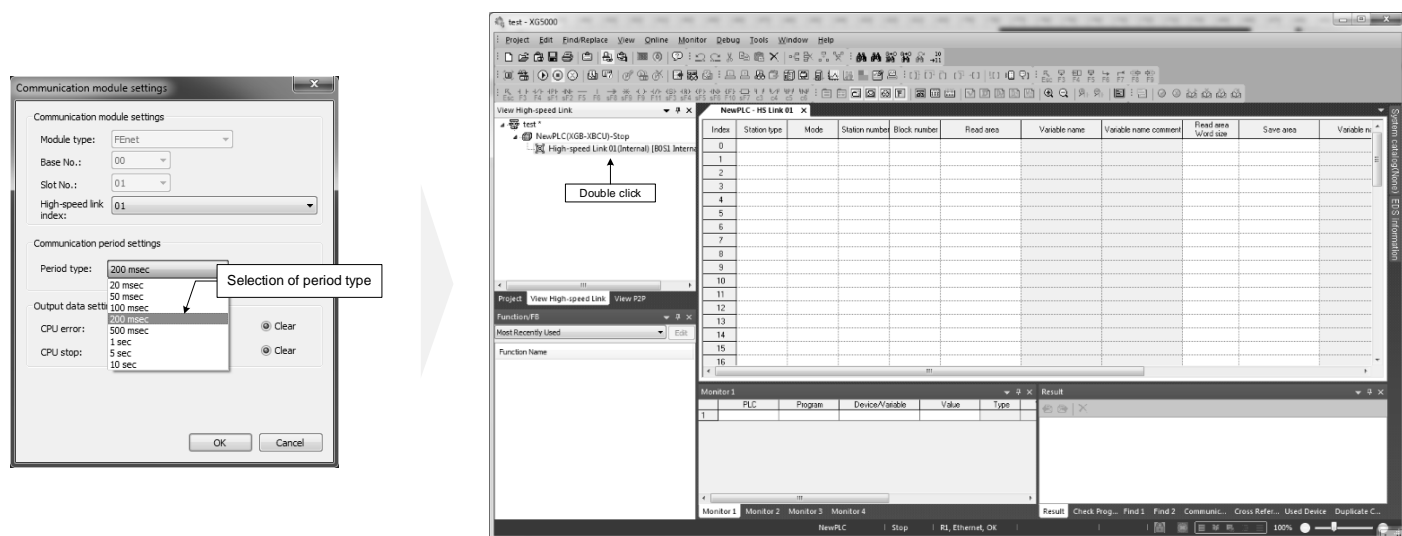 Communication module settings
Communication module settings
Module type: FEnet
Base No.: 00
Slot No.: 01
High-speed link index: 01
Communication period settings
Period type: 200 msec
20 msec
50 msec
100 msec
200 msec
500 msec
1 sec
5 sec
10 sec
Selection of period type
Output data setti
CPU error: Clear
CPU stop: Clear
OK Cancel
test - XG5000
Project Edit Find/Replace View Online Monitor Debug Tools Window Help
View High-speed Link
test *
NewPLC(XGB-XBCU)-Stop
High-speed Link 01(Internal) [B0S1 Interna
Double click
Project View High-speed Link View P2P
Function/FB
Most Recently Used Edit
Function Name
NewPLC - HS Link 01
Index Station type Mode Station number Block number Read area Variable name Variable name comment Read area Word size Save area Variable n
0
1
2
3
4
5
6
7
8
9
10
11
12
13
14
15
16
System catalog(None) EDS information
Monitor 1
PLC Program Device/Variable Value Type
1
Monitor 1 Monitor 2 Monitor 3 Monitor 4
Result
Result Check Prog... Find 1 Find 2 Communic... Cross Refer... Used Device Duplicate C...
NewPLC Stop R1, Ethernet, OK 100%